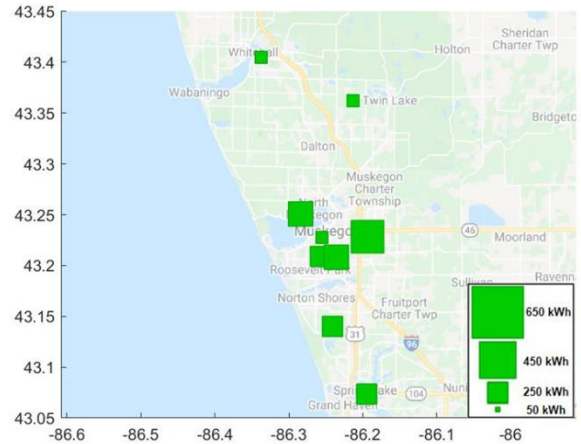 43.45
Sheridan
Charter Twp
Holton
43.4
Whitehall
Wabaningo
43.35
Twin Lake
Bridgeto
Dalton
43.3
Muskegon
Charter
Township
43.25
North
Muskegon
Muskego
46
Moorland
43.2
Roosevelt Park
Ravenna
Norton Shores
Fruitport
Charter Twp
43.15
31
96
43.1
Spring Lake
Grand Haven
104
Nuni
43.05
650 kWh
450 kWh
250 kWh
50 kWh
-86.6
-86.5
-86.4
-86.3
-86.2
-86.1
-86